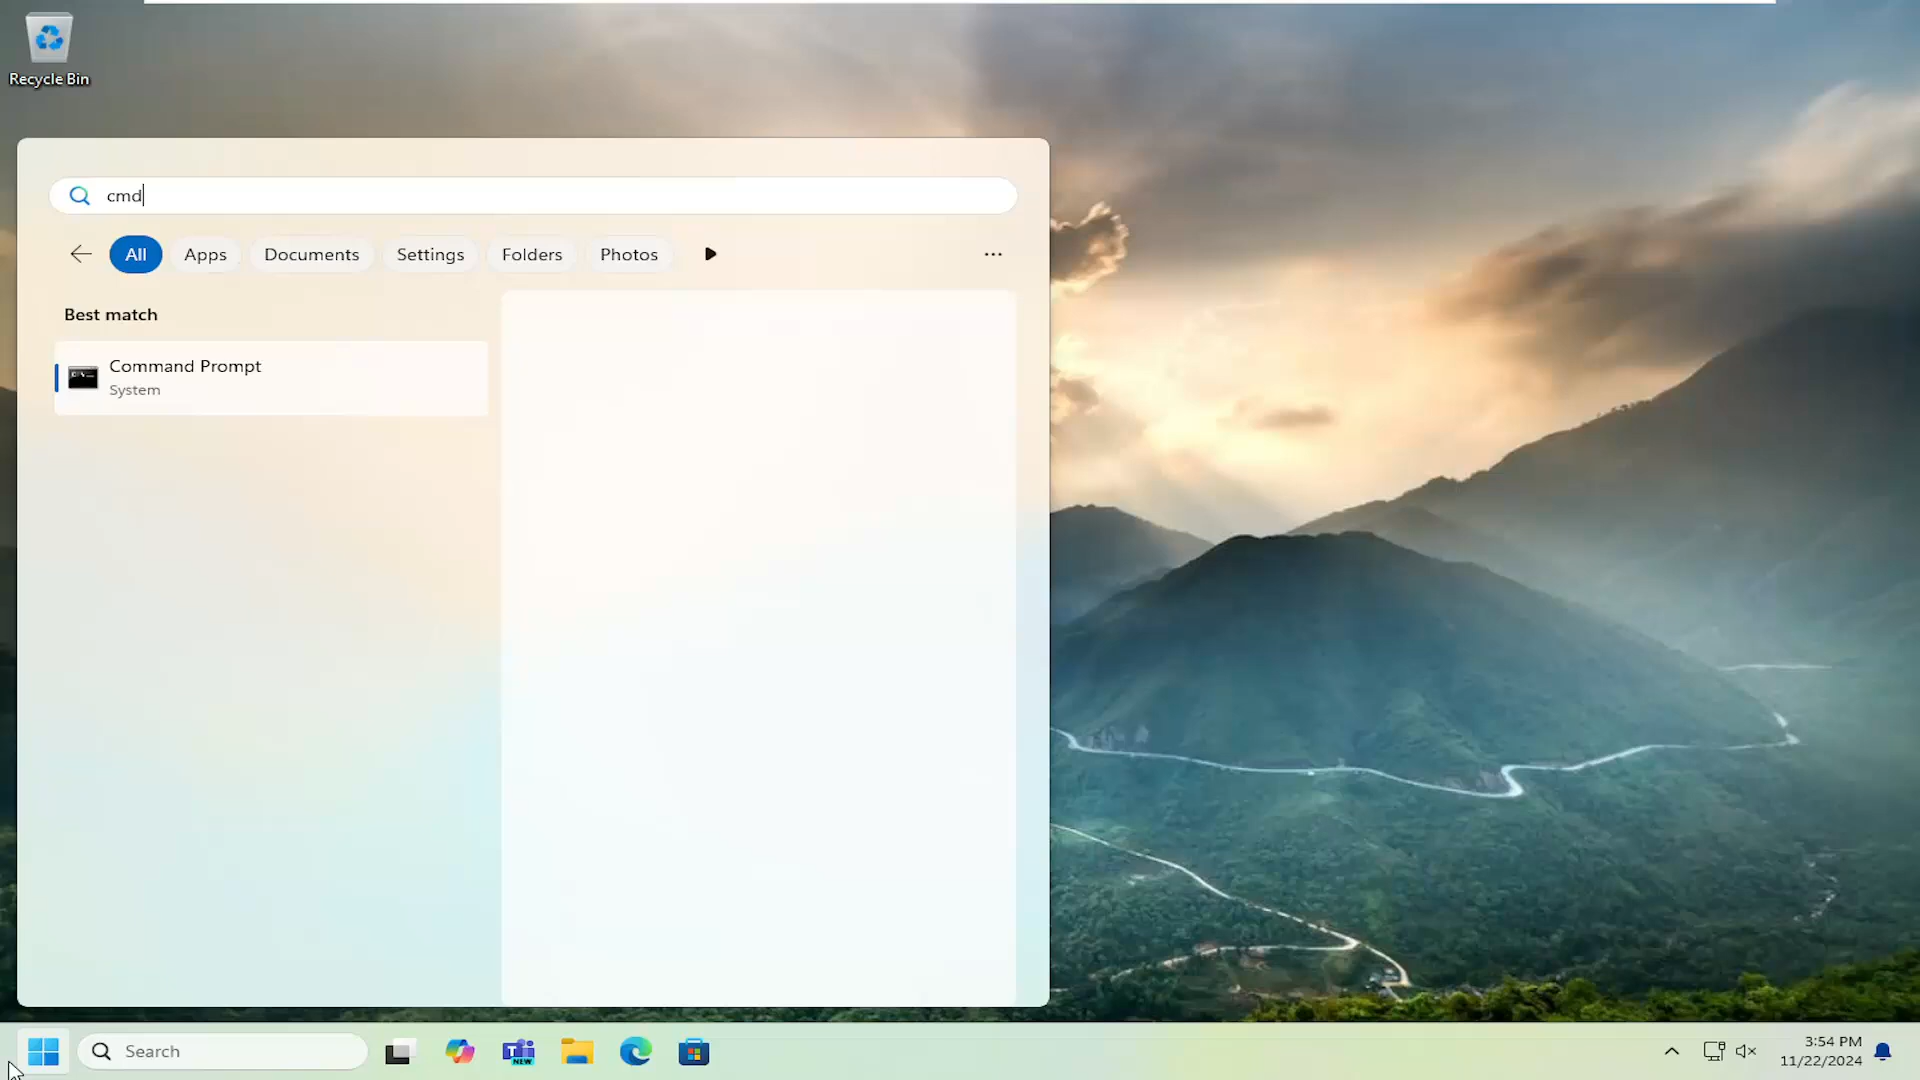 Recycle Bin
cmd
All Apps Documents Settings Folders Photos
Best match
Command Prompt
System
Search
NEW
3:54 PM
11/22/2024